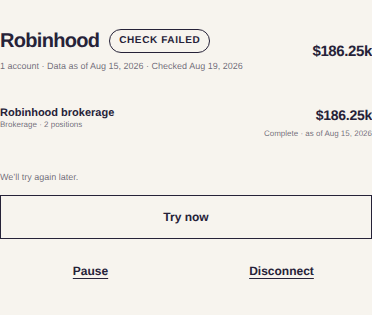 Robinhood CHECK FAILED
$186.25k
1 account · Data as of Aug 15, 2026 · Checked Aug 19, 2026
Robinhood brokerage
$186.25k
Brokerage · 2 positions
Complete · as of Aug 15, 2026
We'll try again later.
Try now
Pause
Disconnect